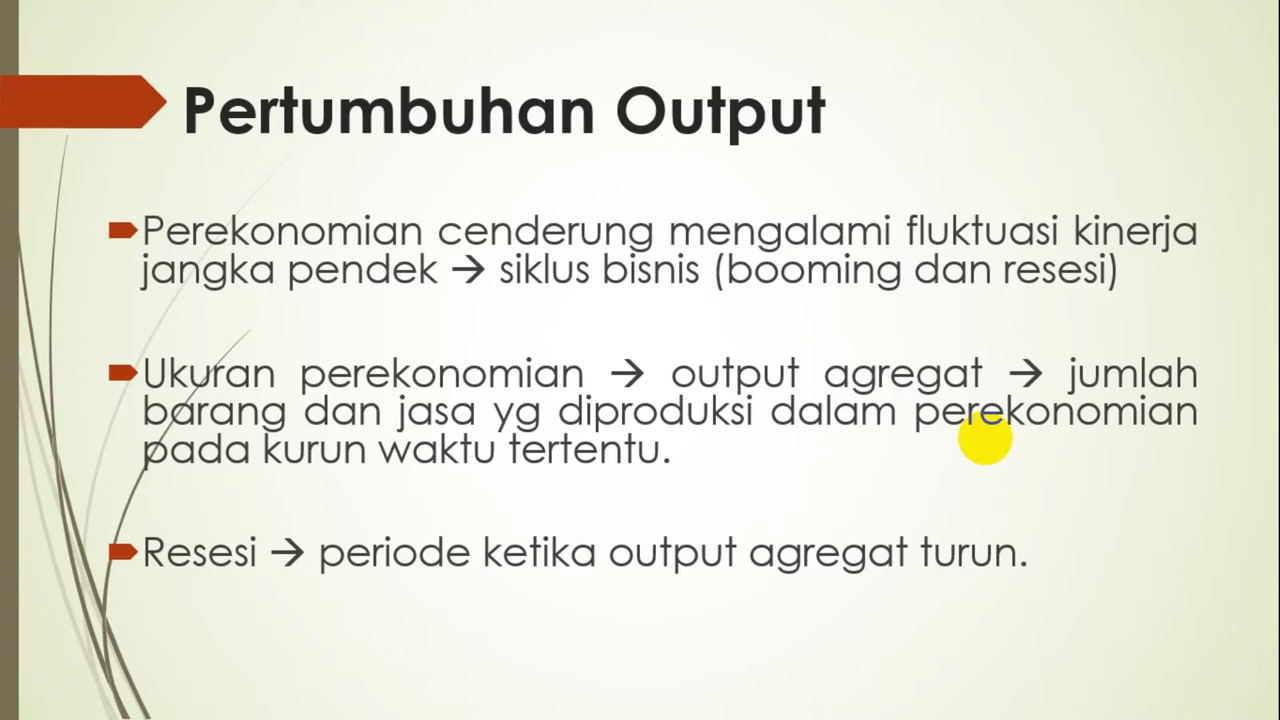 Pertumbuhan Output
Perekonomian cenderung mengalami fluktuasi kinerja
jangka pendek → siklus bisnis (booming dan resesi)
Ukuran perekonomian → output agregat → jumlah
barang dan jasa yg diproduksi dalam perekonomian
pada kurun waktu tertentu.
Resesi → periode ketika output agregat turun.